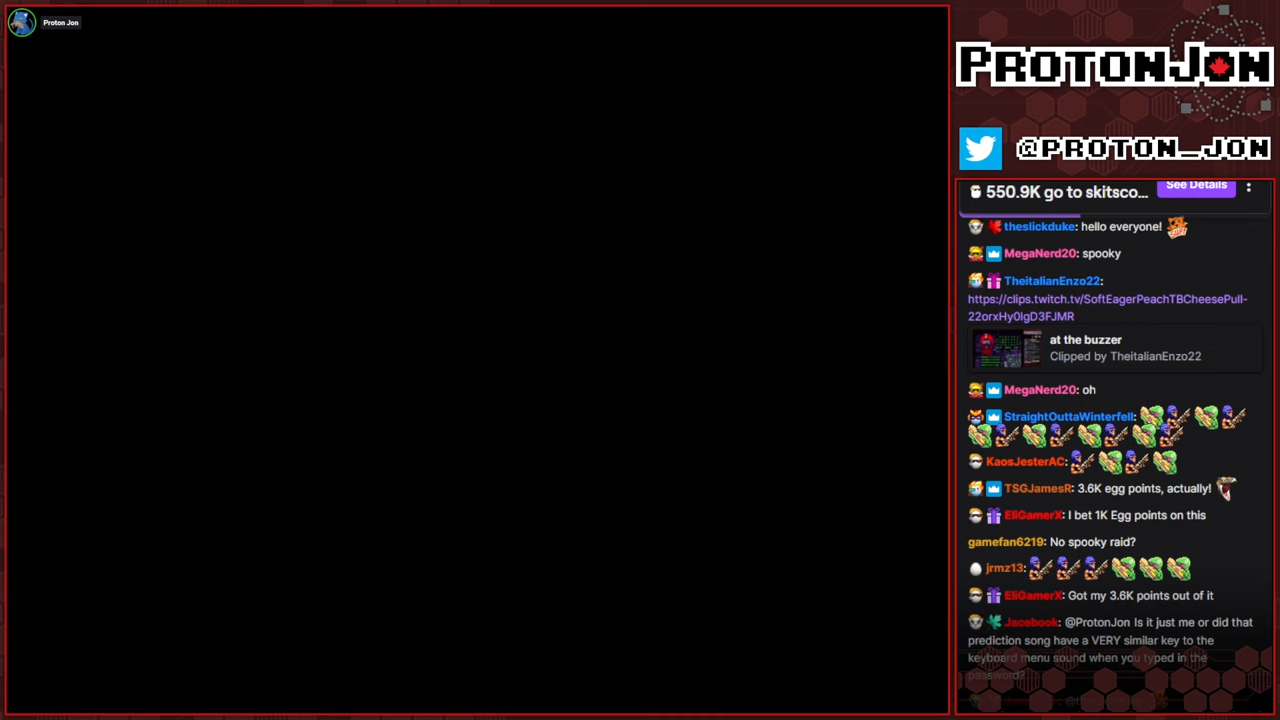 Proton Jon
PROTONJON
@PROTON_JON
550.9K go to skitsco...
See Details
theslickduke: hello everyone!
MegaNerd20: spooky
TheitalianEnzo22:
https://clips.twitch.tv/SoftEagerPeachTBCheesePull-
22orxHy0lgD3FJMR
at the buzzer
Clipped by TheitalianEnzo22
MegaNerd20: oh
StraightOuttaWinterfell:
KaosJesterAC:
TSGJamesR: 3.6K egg points, actually!
EliGamerX: I bet 1K Egg points on this
gamefan6219: No spooky raid?
jrmz13:
EliGamerX: Got my 3.6K points out of it
Jacebook: @ProtonJon Is it just me or did that
prediction song have a VERY similar key to the
keyboard menu sound when you typed in the
password?